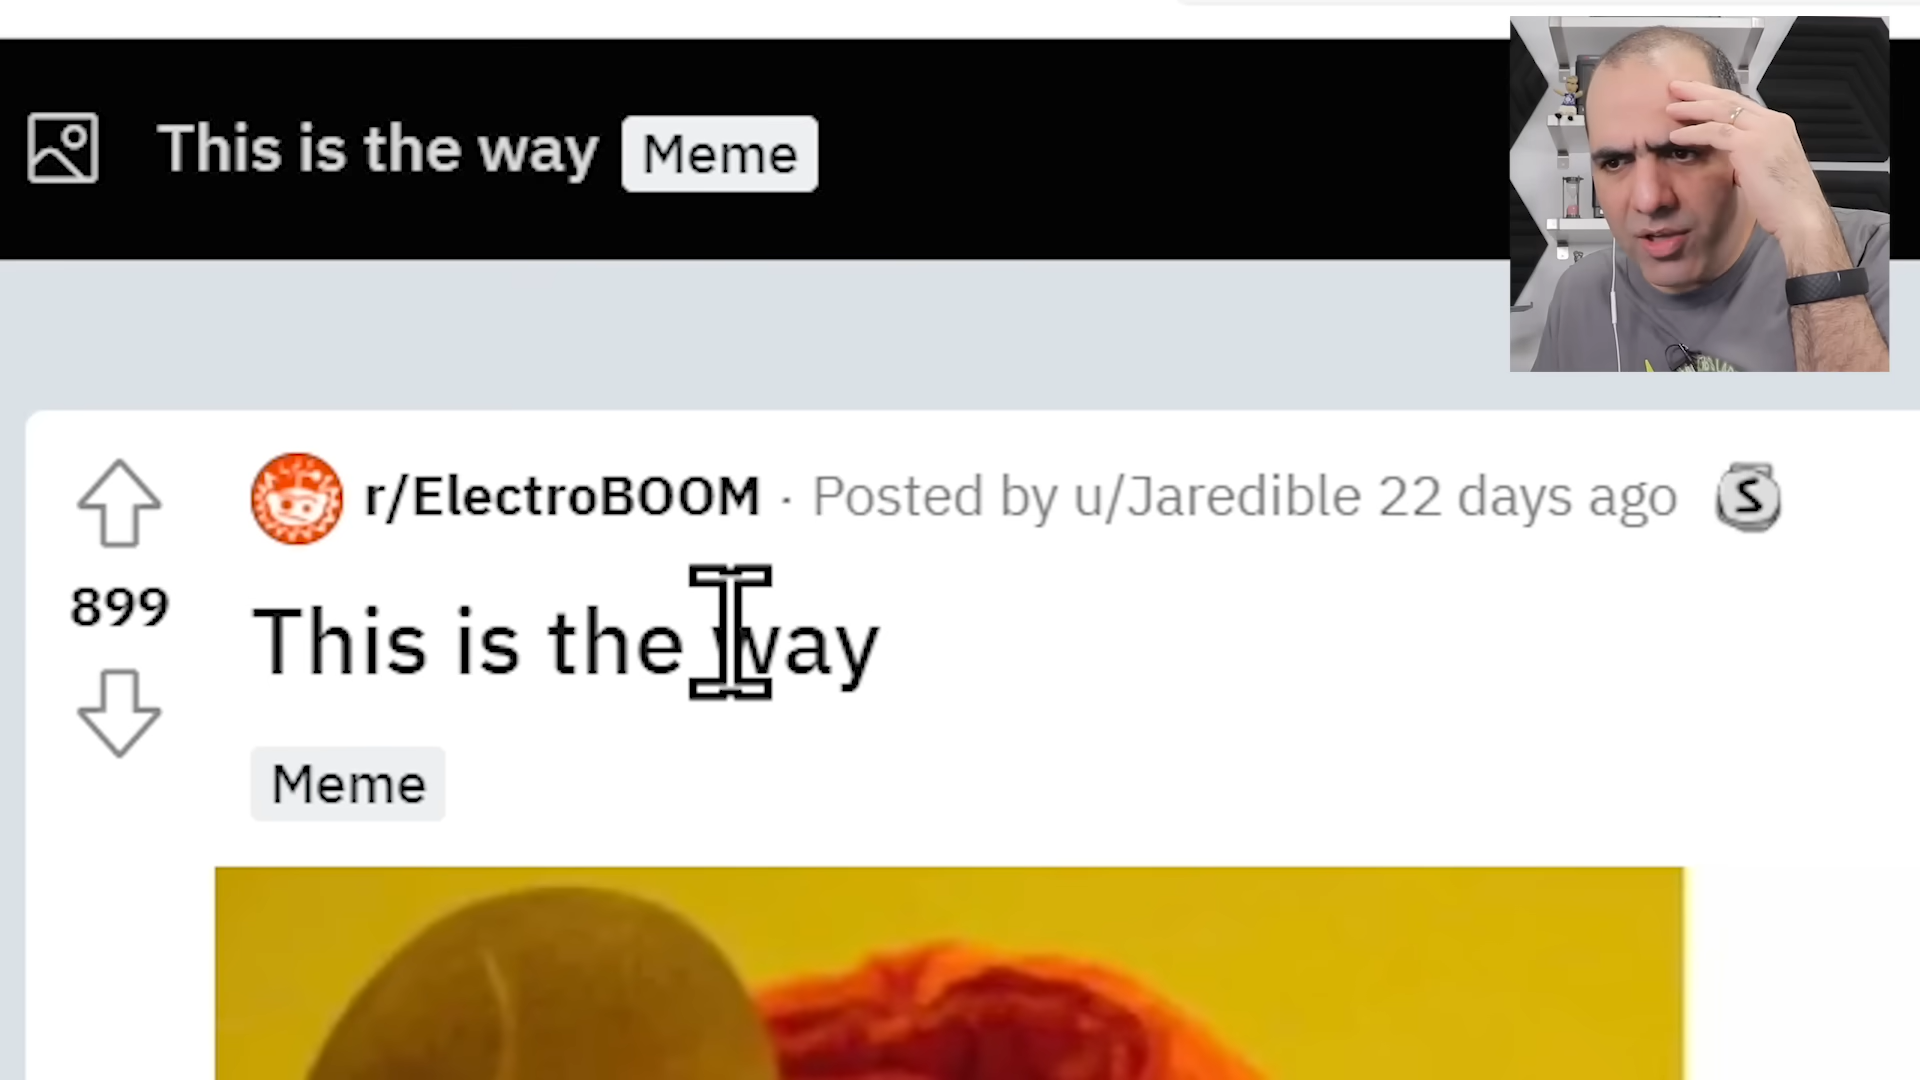 This is the way Meme
r/ElectroBOOM · Posted by u/Jaredible 22 days ago
899
This is the way
Meme